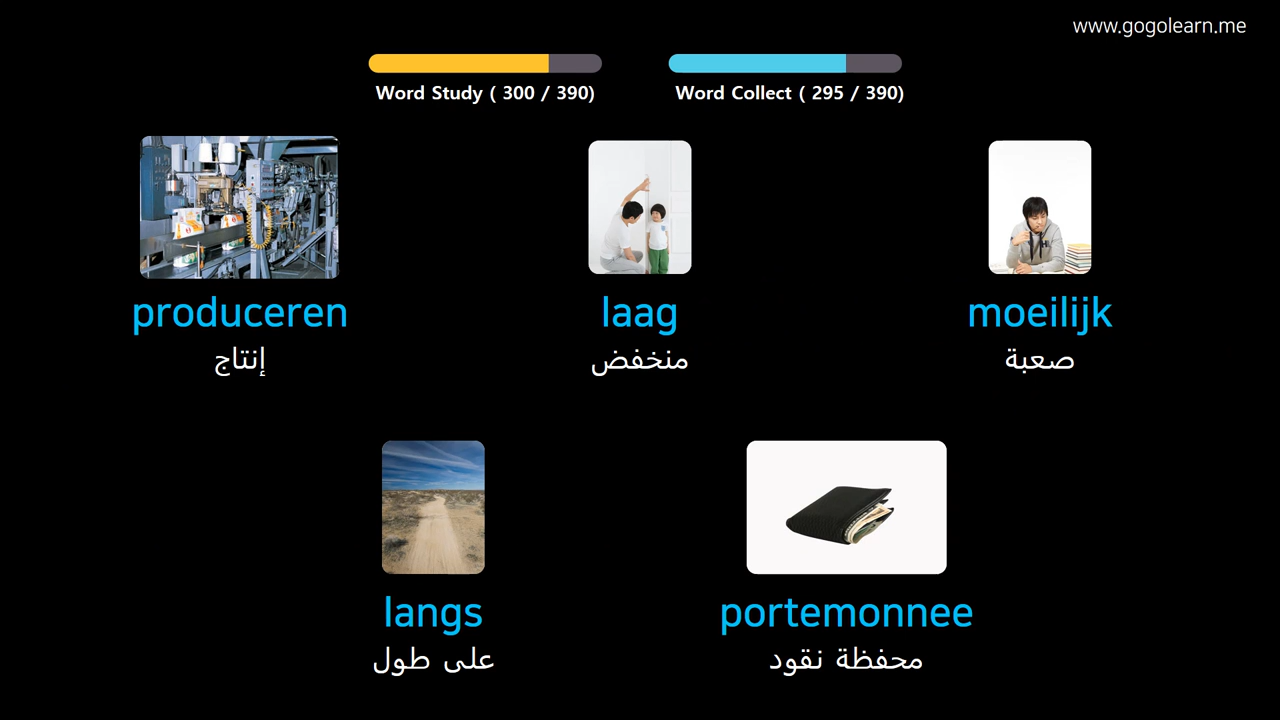 www.gogolearn.me
Word Study ( 300 / 390)
Word Collect ( 295 / 390)
produceren
إنتاج
laag
منخفض
moeilijk
صعبة
langs
على طول
portemonnee
محفظة نقود